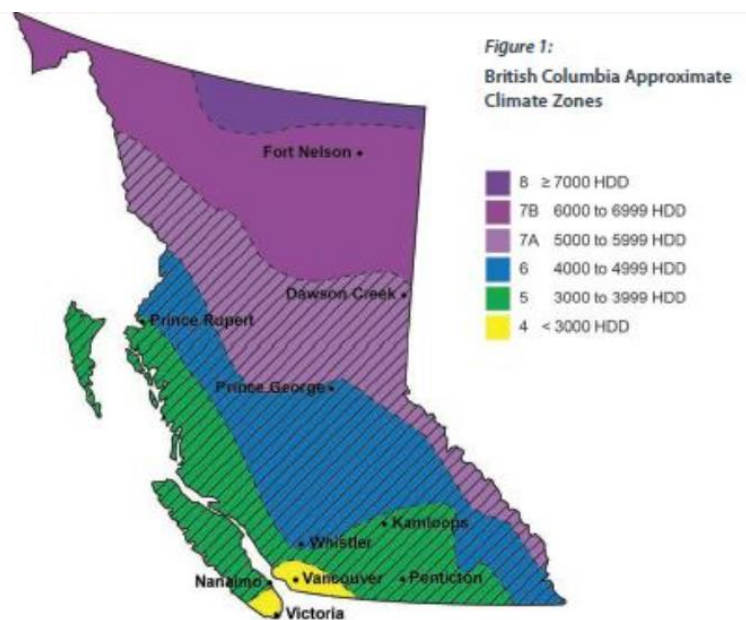 Figure 1:
British Columbia Approximate
Climate Zones
Fort Nelson
8 ≥ 7000 HDD
7B 6000 to 6999 HDD
7A 5000 to 5999 HDD
6 4000 to 4999 HDD
5 3000 to 3999 HDD
4 < 3000 HDD
Dawson Creek
Prince Rupert
Prince George
Kamloops
Whistler
Nanaimo
Vancouver
Penticton
Victoria